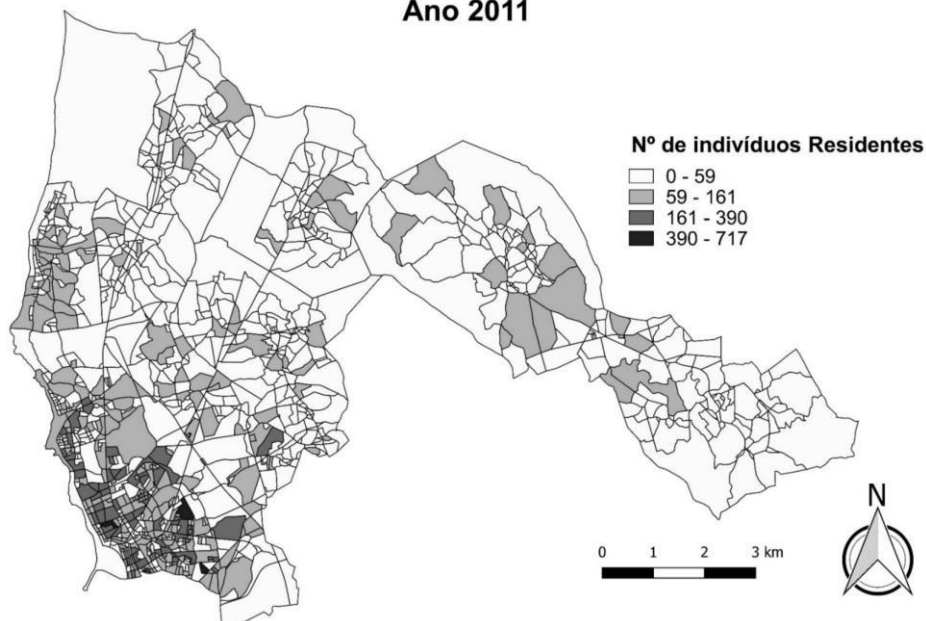 Ano 2011
Nº de indivíduos Residentes
0 - 59
59 - 161
161 - 390
390 - 717
0 1 2 3 km
N